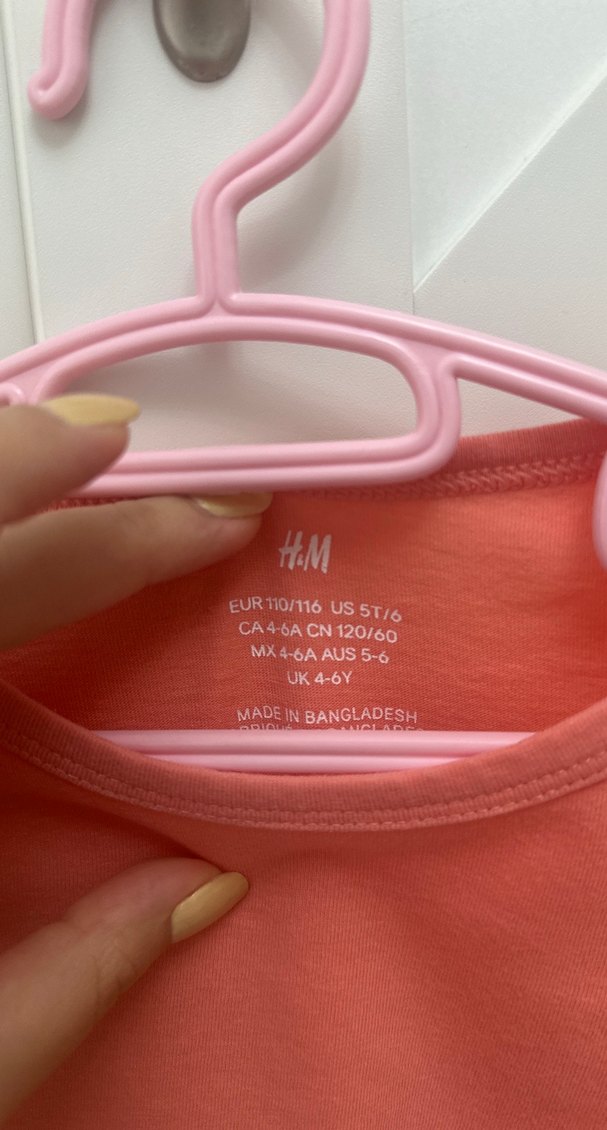 H&M
EUR 110/116 US 5T/6
CA 4-6A CN 120/60
MX 4-6A AUS 5-6
UK 4-6Y
MADE IN BANGLADESH